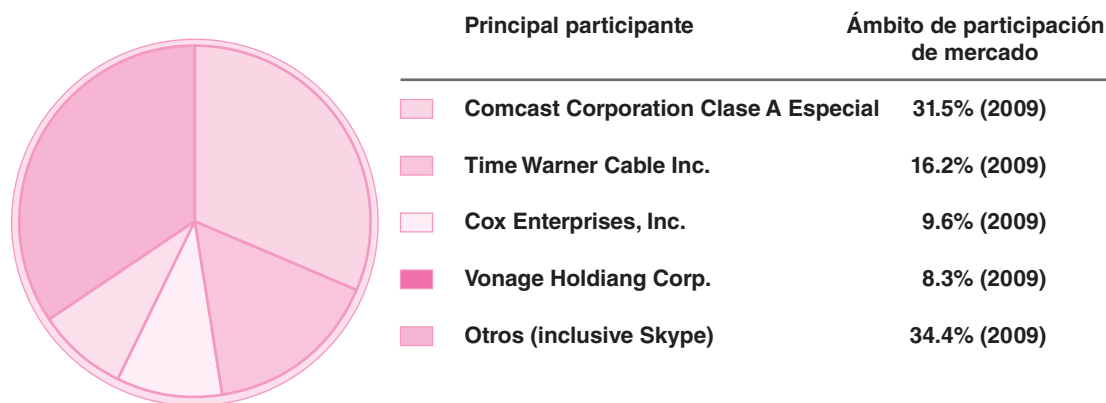 Principal participante
Ámbito de participación
de mercado
Comcast Corporation Clase A Especial 31.5% (2009)
Time Warner Cable Inc. 16.2% (2009)
Cox Enterprises, Inc. 9.6% (2009)
Vonage Holdiang Corp. 8.3% (2009)
Otros (inclusive Skype) 34.4% (2009)